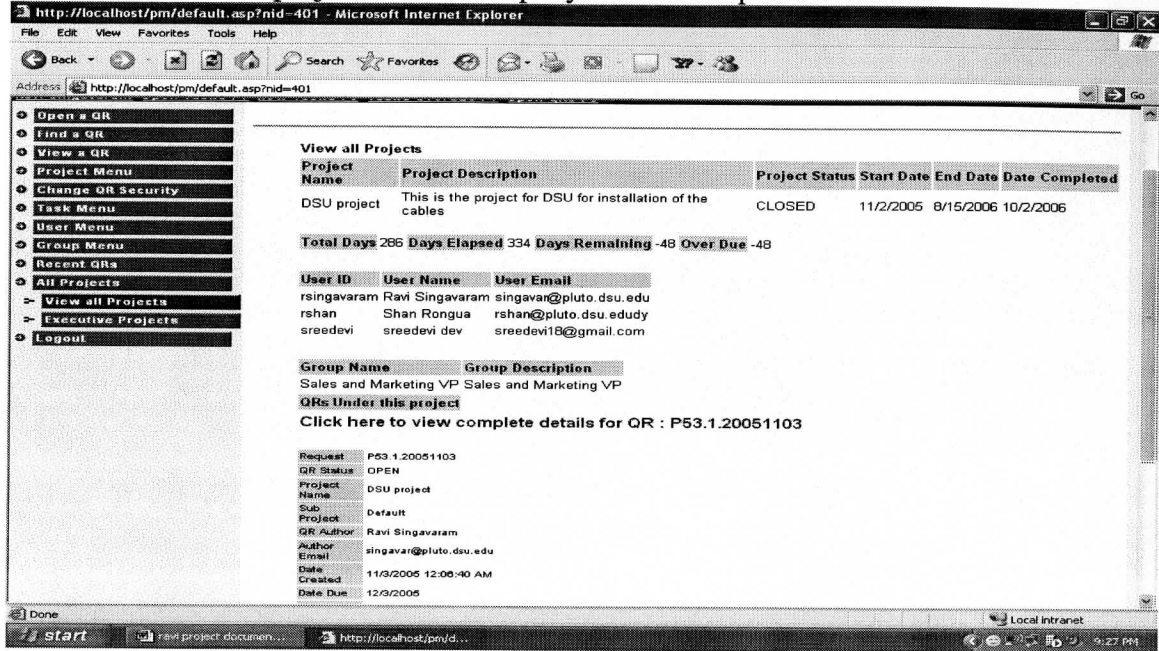 http://localhost/pm/default.asp?nid=401 - Microsoft Internet Explorer
File Edit View Favorites Tools Help
Back Search Favorites
Address http://localhost/pm/default.asp?nid=401 Go
Open a QR
Find a QR
View a QR
Project Menu
Change QR Security
Task Menu
User Menu
Group Menu
Recent QRs
All Projects
View all Projects
Executive Projects
Logout
View all Projects
Project Name Project Description Project Status Start Date End Date Date Completed
DSU project This is the project for DSU for installation of the cables CLOSED 11/2/2005 8/15/2006 10/2/2006
Total Days 286 Days Elapsed 334 Days Remaining -48 Over Due -48
User ID User Name User Email
rsingavaram Ravi Singavaram singavar@pluto.dsu.edu
rshan Shan Rongua rshan@pluto.dsu.edudy
sreedevi sreedevi dev sreedevi18@gmail.com
Group Name Group Description
Sales and Marketing VP Sales and Marketing VP
QRs Under this project
Click here to view complete details for QR : P53.1.20051103
Request P53.1.20051103
QR Status OPEN
Project Name DSU project
Sub Project Default
QR Author Ravi Singavaram
Author Email singavar@pluto.dsu.edu
Date Created 11/3/2005 12:06:40 AM
Date Due 12/3/2005
Done Local intranet
start ravi project documen... http://localhost/pm/d... 9:27 PM